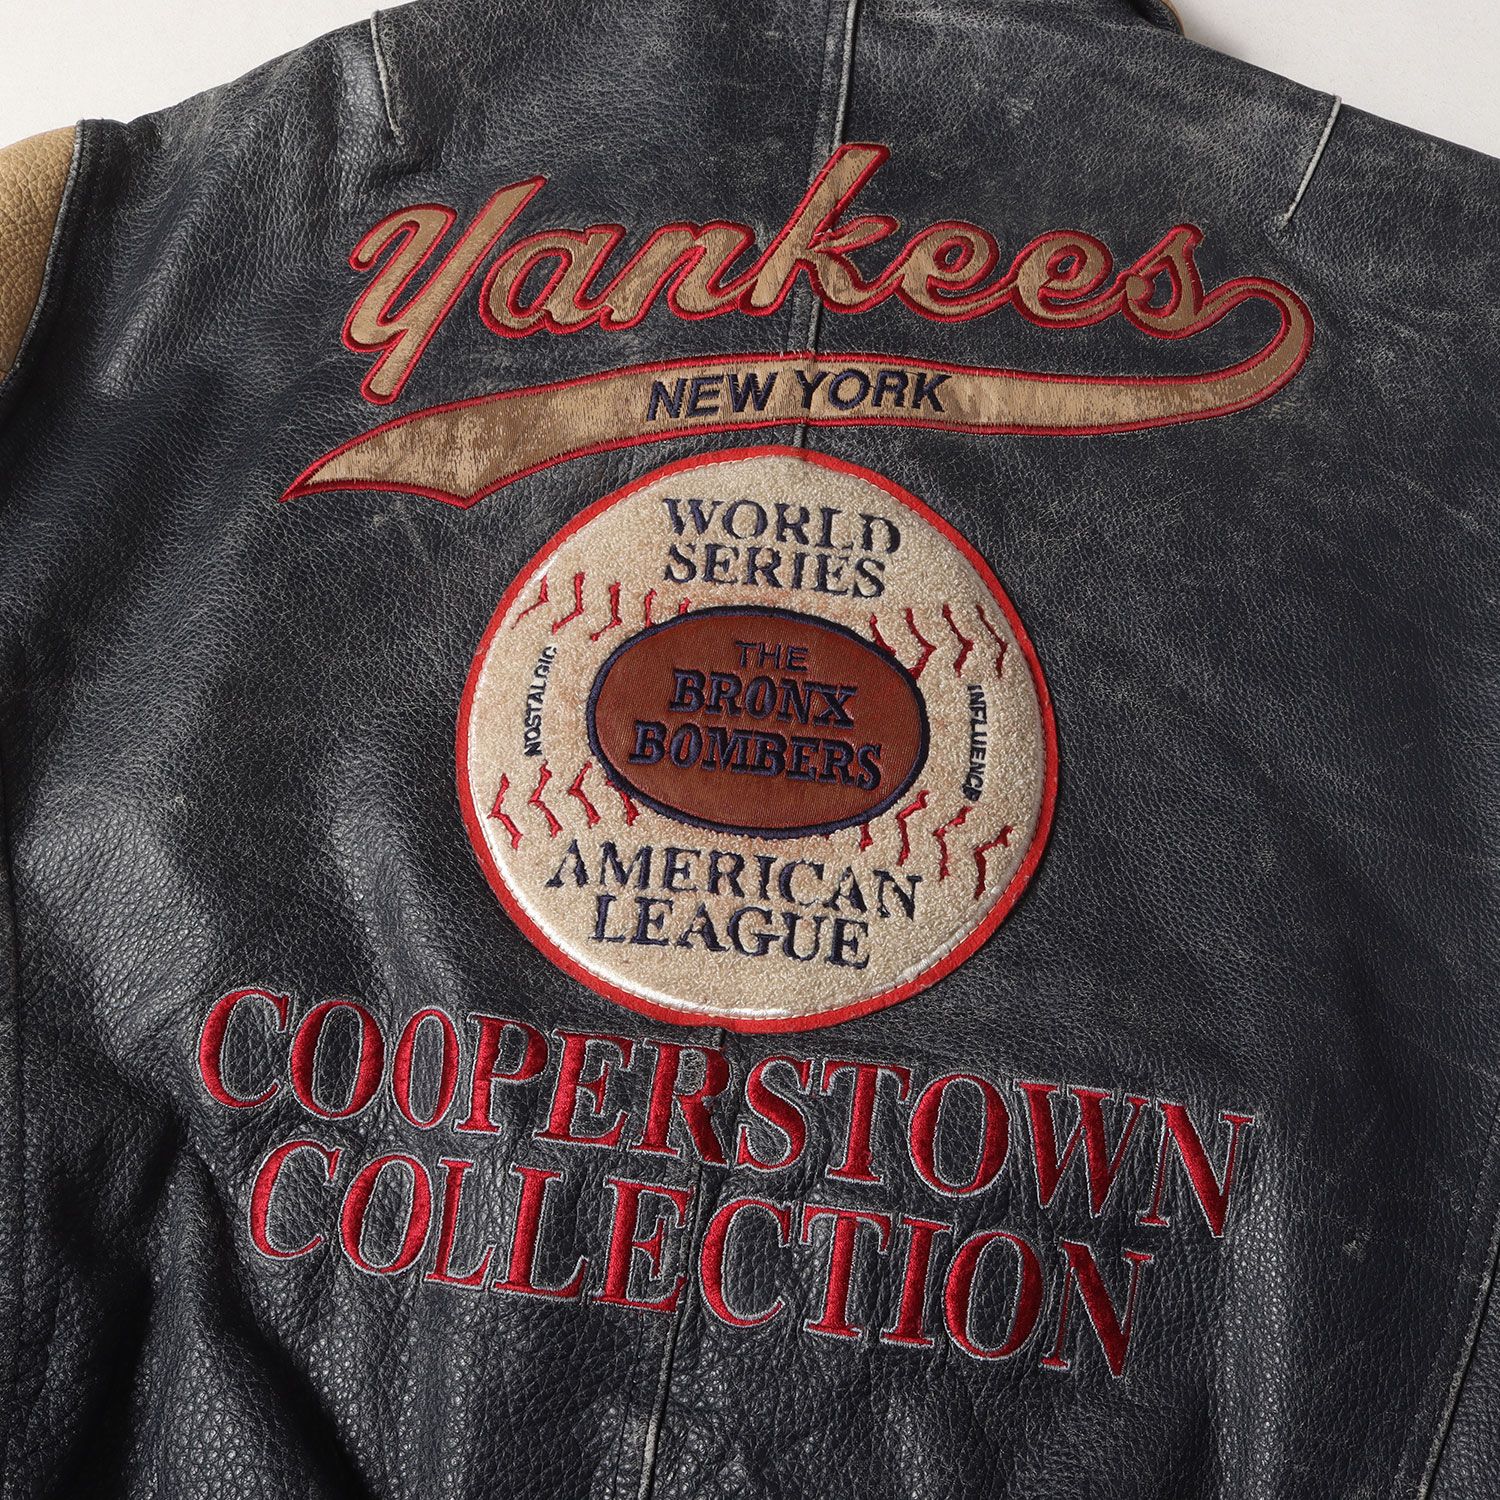 Yankees
NEW YORK
WORLD
SERIES
NOSTALGIC
THE
BRONX
BOMBERS
INFLUENCE
AMERICAN
LEAGUE
COOPERSTOWN
COLLECTION